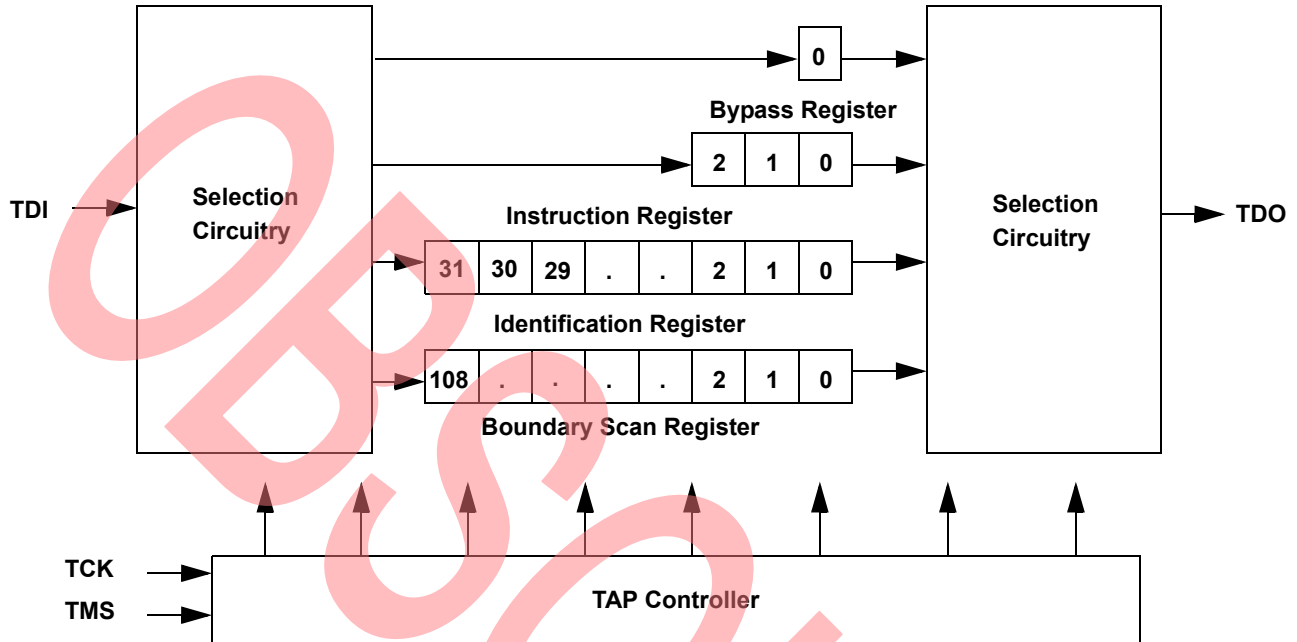 0
Bypass Register
2 1 0
TDI
Selection
Circuitry
Instruction Register
Selection
Circuitry
TDO
31 30 29 . . 2 1 0
Identification Register
108 . . . . 2 1 0
Boundary Scan Register
TCK
TMS
TAP Controller